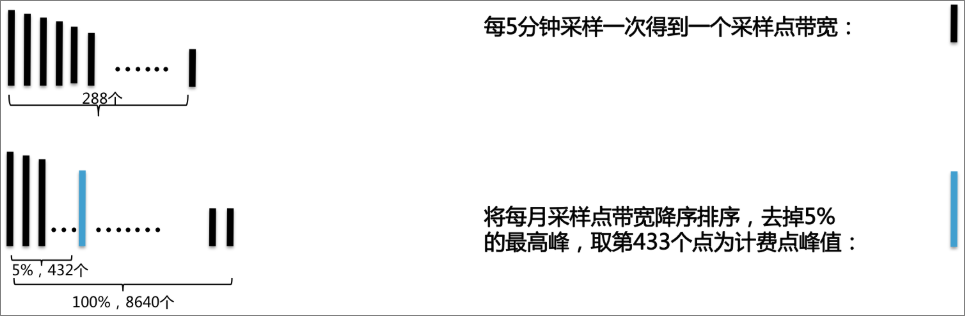 每5分钟采样一次得到一个采样点带宽：
288个
将每月采样点带宽降序排序，去掉5%
的最高峰，取第433个点为计费点峰值：
5%，432个
100%，8640个